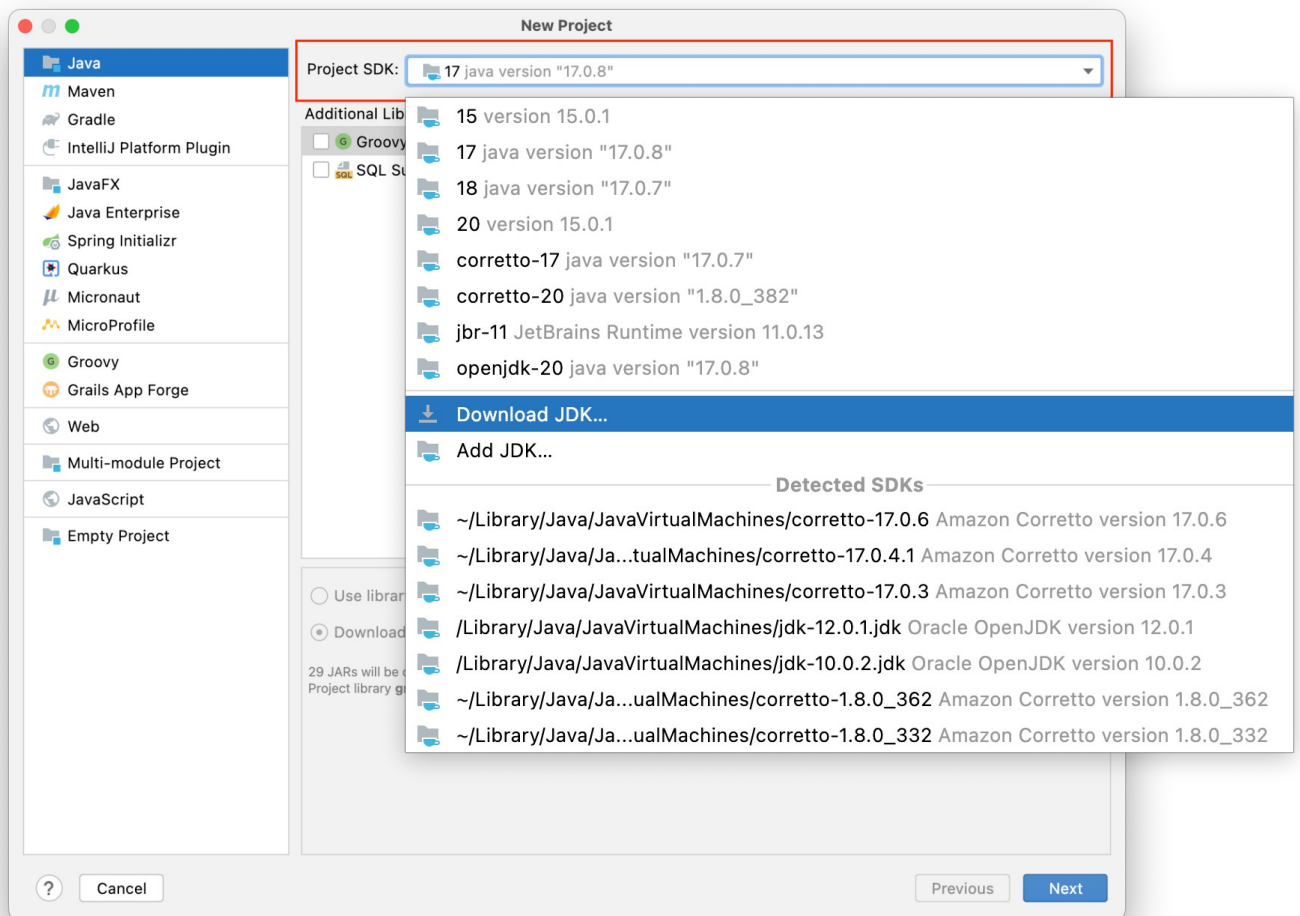 New Project
Java
Maven
Gradle
IntelliJ Platform Plugin
JavaFX
Java Enterprise
Spring Initializr
Quarkus
Micronaut
MicroProfile
Groovy
Grails App Forge
Web
Multi-module Project
JavaScript
Empty Project
Project SDK: 17 java version "17.0.8"
Additional Lib
Groovy
SQL Su
15 version 15.0.1
17 java version "17.0.8"
18 java version "17.0.7"
20 version 15.0.1
corretto-17 java version "17.0.7"
corretto-20 java version "1.8.0_382"
jbr-11 JetBrains Runtime version 11.0.13
openjdk-20 java version "17.0.8"
Download JDK...
Add JDK...
Detected SDKs
~/Library/Java/JavaVirtualMachines/corretto-17.0.6 Amazon Corretto version 17.0.6
~/Library/Java/Ja...tualMachines/corretto-17.0.4.1 Amazon Corretto version 17.0.4
~/Library/Java/JavaVirtualMachines/corretto-17.0.3 Amazon Corretto version 17.0.3
/Library/Java/JavaVirtualMachines/jdk-12.0.1.jdk Oracle OpenJDK version 12.0.1
/Library/Java/JavaVirtualMachines/jdk-10.0.2.jdk Oracle OpenJDK version 10.0.2
~/Library/Java/Ja...ualMachines/corretto-1.8.0_362 Amazon Corretto version 1.8.0_362
~/Library/Java/Ja...ualMachines/corretto-1.8.0_332 Amazon Corretto version 1.8.0_332
Use librar
Download
29 JARs will be
Project library
? Cancel
Previous
Next